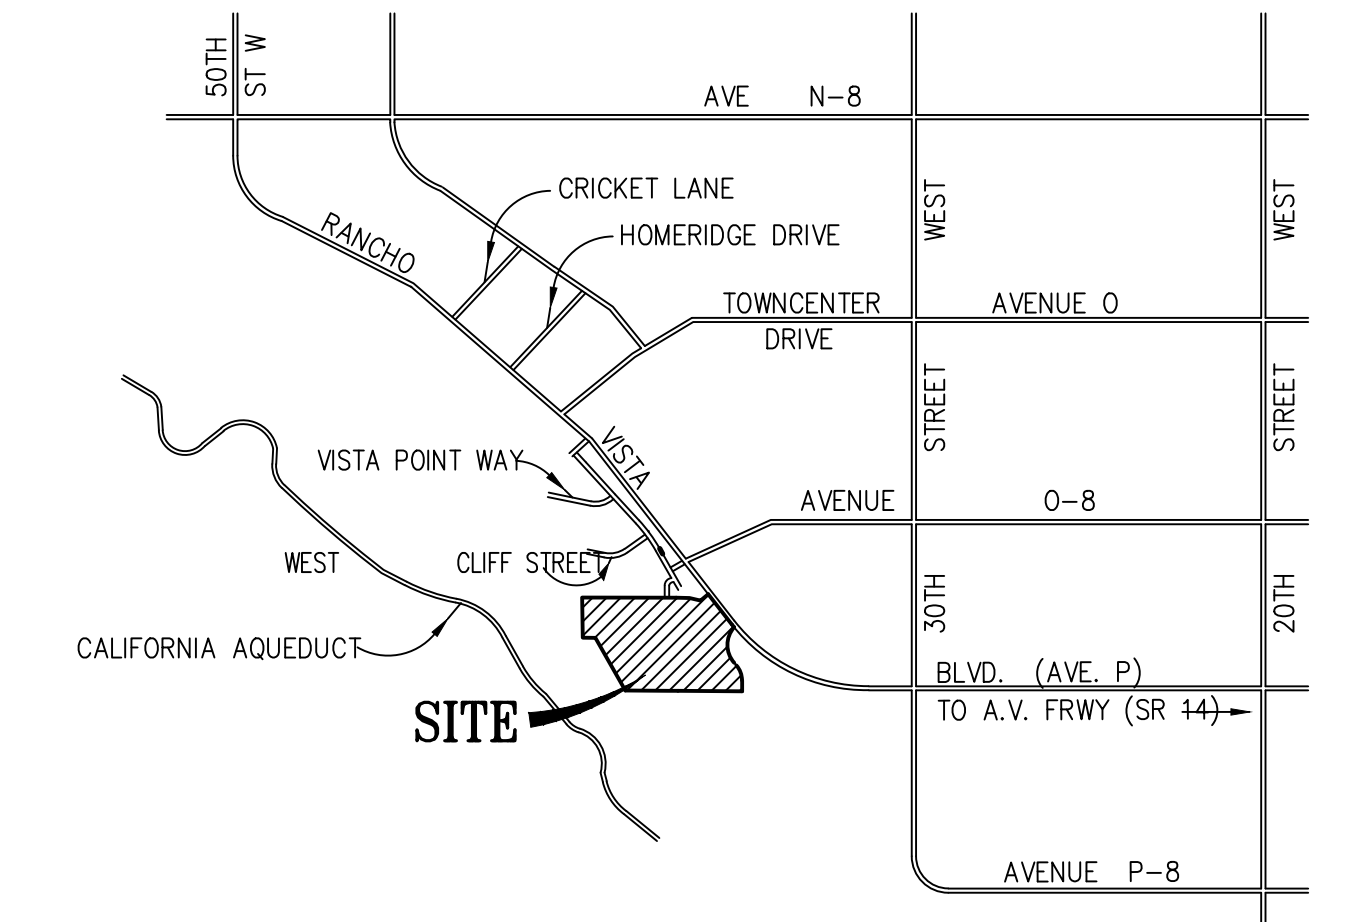 50TH
ST W
AVE N-8
CRICKET LANE
HOMERIDGE DRIVE
RANCHO
WEST
WEST
TOWNCENTER
DRIVE
AVENUE O
STREET
STREET
VISTA
VISTA POINT WAY
AVENUE O-8
WEST
CLIFF STREET
30TH
20TH
CALIFORNIA AQUEDUCT
BLVD. (AVE. P)
TO A.V. FRWY (SR 14)
SITE
AVENUE P-8